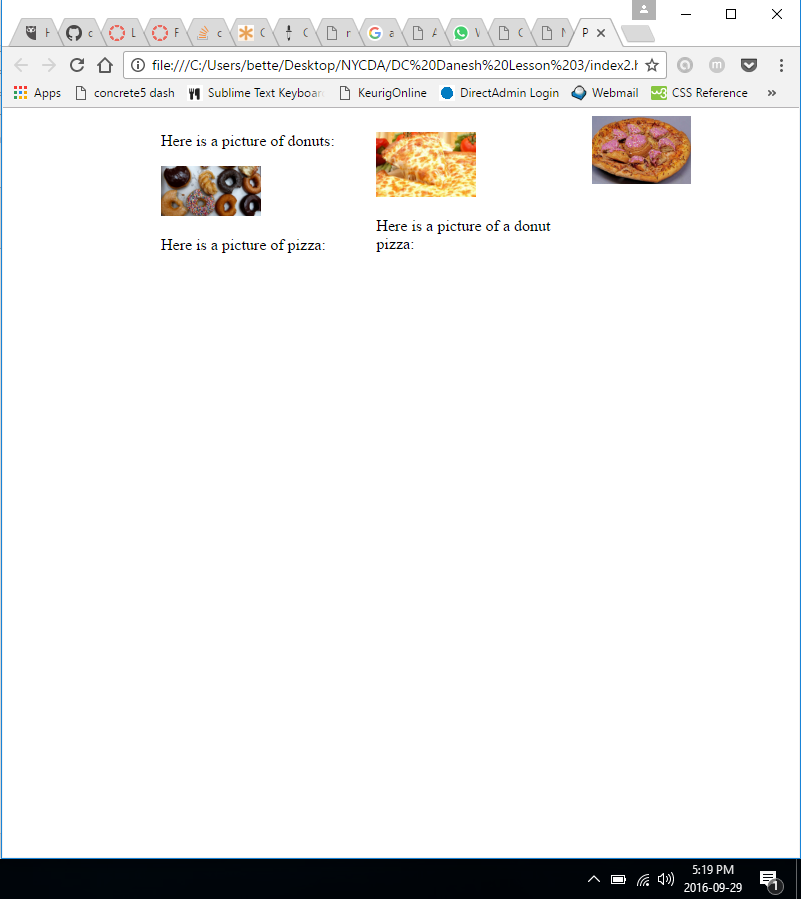 H
c
L
F
c
C
C
r
a
A
W
C
N
P
file:///C:/Users/bette/Desktop/NYCDA/DC%20Danesh%20Lesson%203/index2.h
Apps
concrete5 dash
Sublime Text Keyboar
KeurigOnline
DirectAdmin Login
Webmail
CSS Reference
»
Here is a picture of donuts:
Here is a picture of pizza:
Here is a picture of a donut
pizza:
5:19 PM
2016-09-29
1